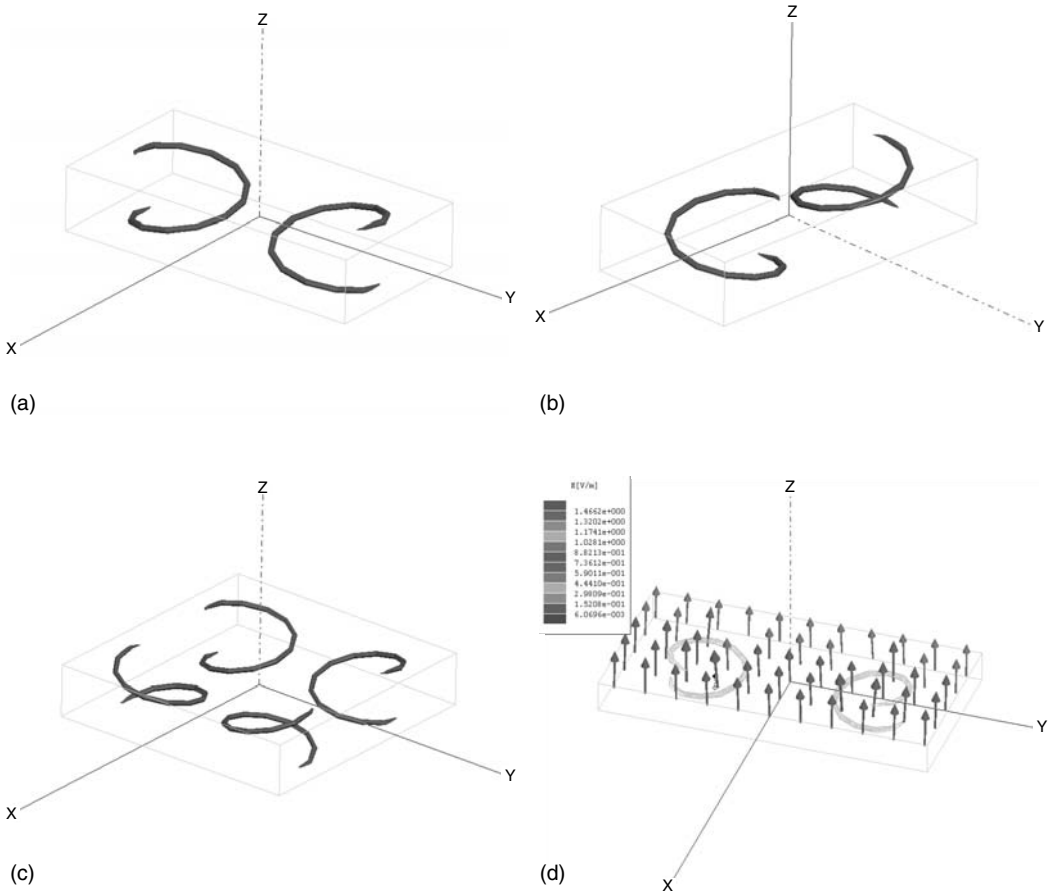 Z
Y
X
(a)
Z
X
Y
(b)
Z
Y
X
(c)
E[V/m]
1.4662e+000
1.3202e+000
1.1741e+000
1.0281e+000
8.8213e-001
7.3612e-001
5.9011e-001
4.4410e-001
2.9809e-001
1.5208e-001
6.0696e-003
Z
Y
X
(d)